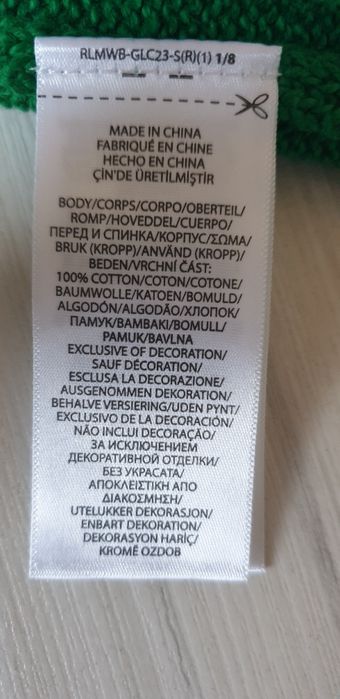 RLMWB-GLC23-S(R)(1) 1/8
MADE IN CHINA
FABRIQUÉ EN CHINE
HECHO EN CHINA
ÇİN'DE ÜRETİLMİŞTİR
BODY/CORPS/CORPO/OBERTEIL/
ROMP/HOVEDDEL/CUERPO/
ПЕРЕД И СПИНКА/КОРПУС/ΣΩΜΑ/
BRUK (KROPP)/ANVÄND (KROPP)/
BEDEN/VRCHNÍ ČÁST:
100% COTTON/COTON/COTONE/
BAUMWOLLE/KATOEN/BOMULD/
ALGODÓN/ALGODÃO/ХЛОПОК/
ПАМУК/ΒΑΜΒΑΚΙ/BOMULL/
PAMUK/BAVLNA
EXCLUSIVE OF DECORATION/
SAUF DÉCORATION/
ESCLUSA LA DECORAZIONE/
AUSGENOMMEN DEKORATION/
BEHALVE VERSIERING/UDEN PYNT/
EXCLUSIVO DE LA DECORACIÓN/
NÃO INCLUI DECORAÇÃO/
ЗА ИСКЛЮЧЕНИЕМ
ДЕКОРАТИВНОЙ ОТДЕЛКИ/
БЕЗ УКРАСАТА/
ΑΠΟΚΛΕΙΣΤΙΚΗ ΑΠΟ
ΔΙΑΚΟΣΜΗΣΗ/
UTELUKKER DEKORASJON/
ENBART DEKORATION/
DEKORASYON HARİÇ/
KROMĚ OZDOB